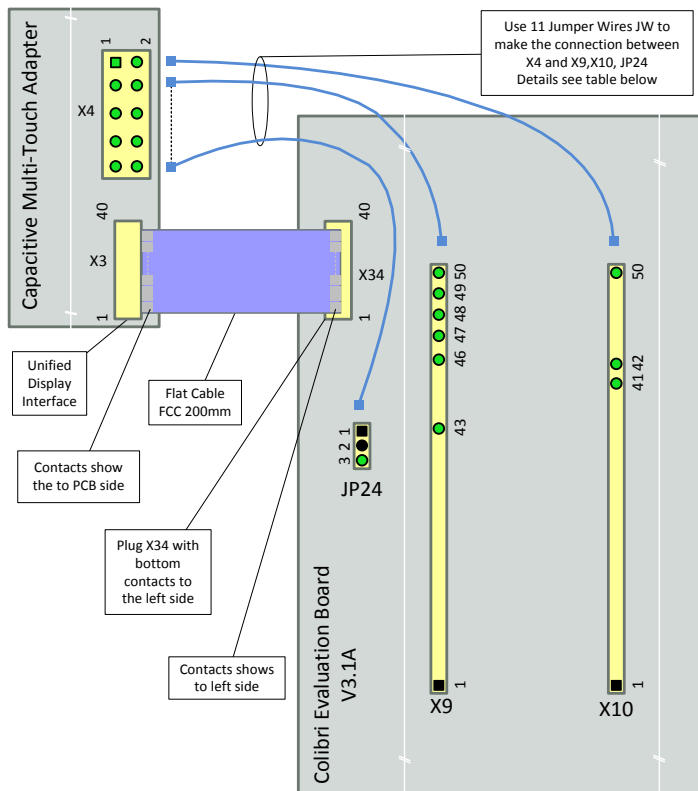 Capacitive Multi-Touch Adapter
1
2
X4
Use 11 Jumper Wires JW to
make the connection between
X4 and X9,X10, JP24
Details see table below
40
X3
1
40
X34
1
Unified
Display
Interface
Flat Cable
FCC 200mm
Contacts show
the to PCB side
Plug X34 with
bottom
contacts to
the left side
Contacts shows
to left side
1
2
3
JP24
50
49
48
47
46
43
1
X9
50
42
41
1
X10
Colibri Evaluation Board
V3.1A